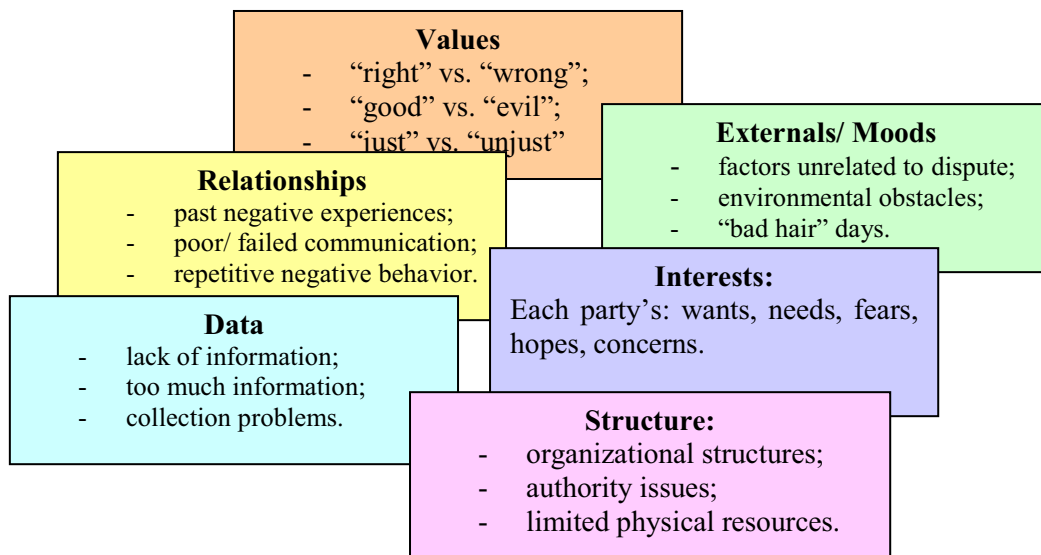 Values
- “right” vs. “wrong”;
- “good” vs. “evil”;
- “just” vs. “unjust”
Externals/ Moods
- factors unrelated to dispute;
- environmental obstacles;
- “bad hair” days.
Relationships
- past negative experiences;
- poor/ failed communication;
- repetitive negative behavior.
Interests:
Each party’s: wants, needs, fears,
hopes, concerns.
Data
- lack of information;
- too much information;
- collection problems.
Structure:
- organizational structures;
- authority issues;
- limited physical resources.